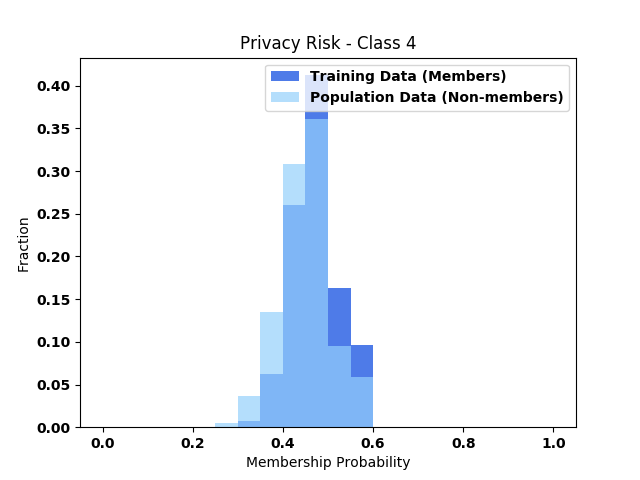 Privacy Risk - Class 4
Training Data (Members)
Population Data (Non-members)
0.40
0.35
0.30
0.25
0.20
0.15
0.10
0.05
0.00
Fraction
0.0 0.2 0.4 0.6 0.8 1.0
Membership Probability